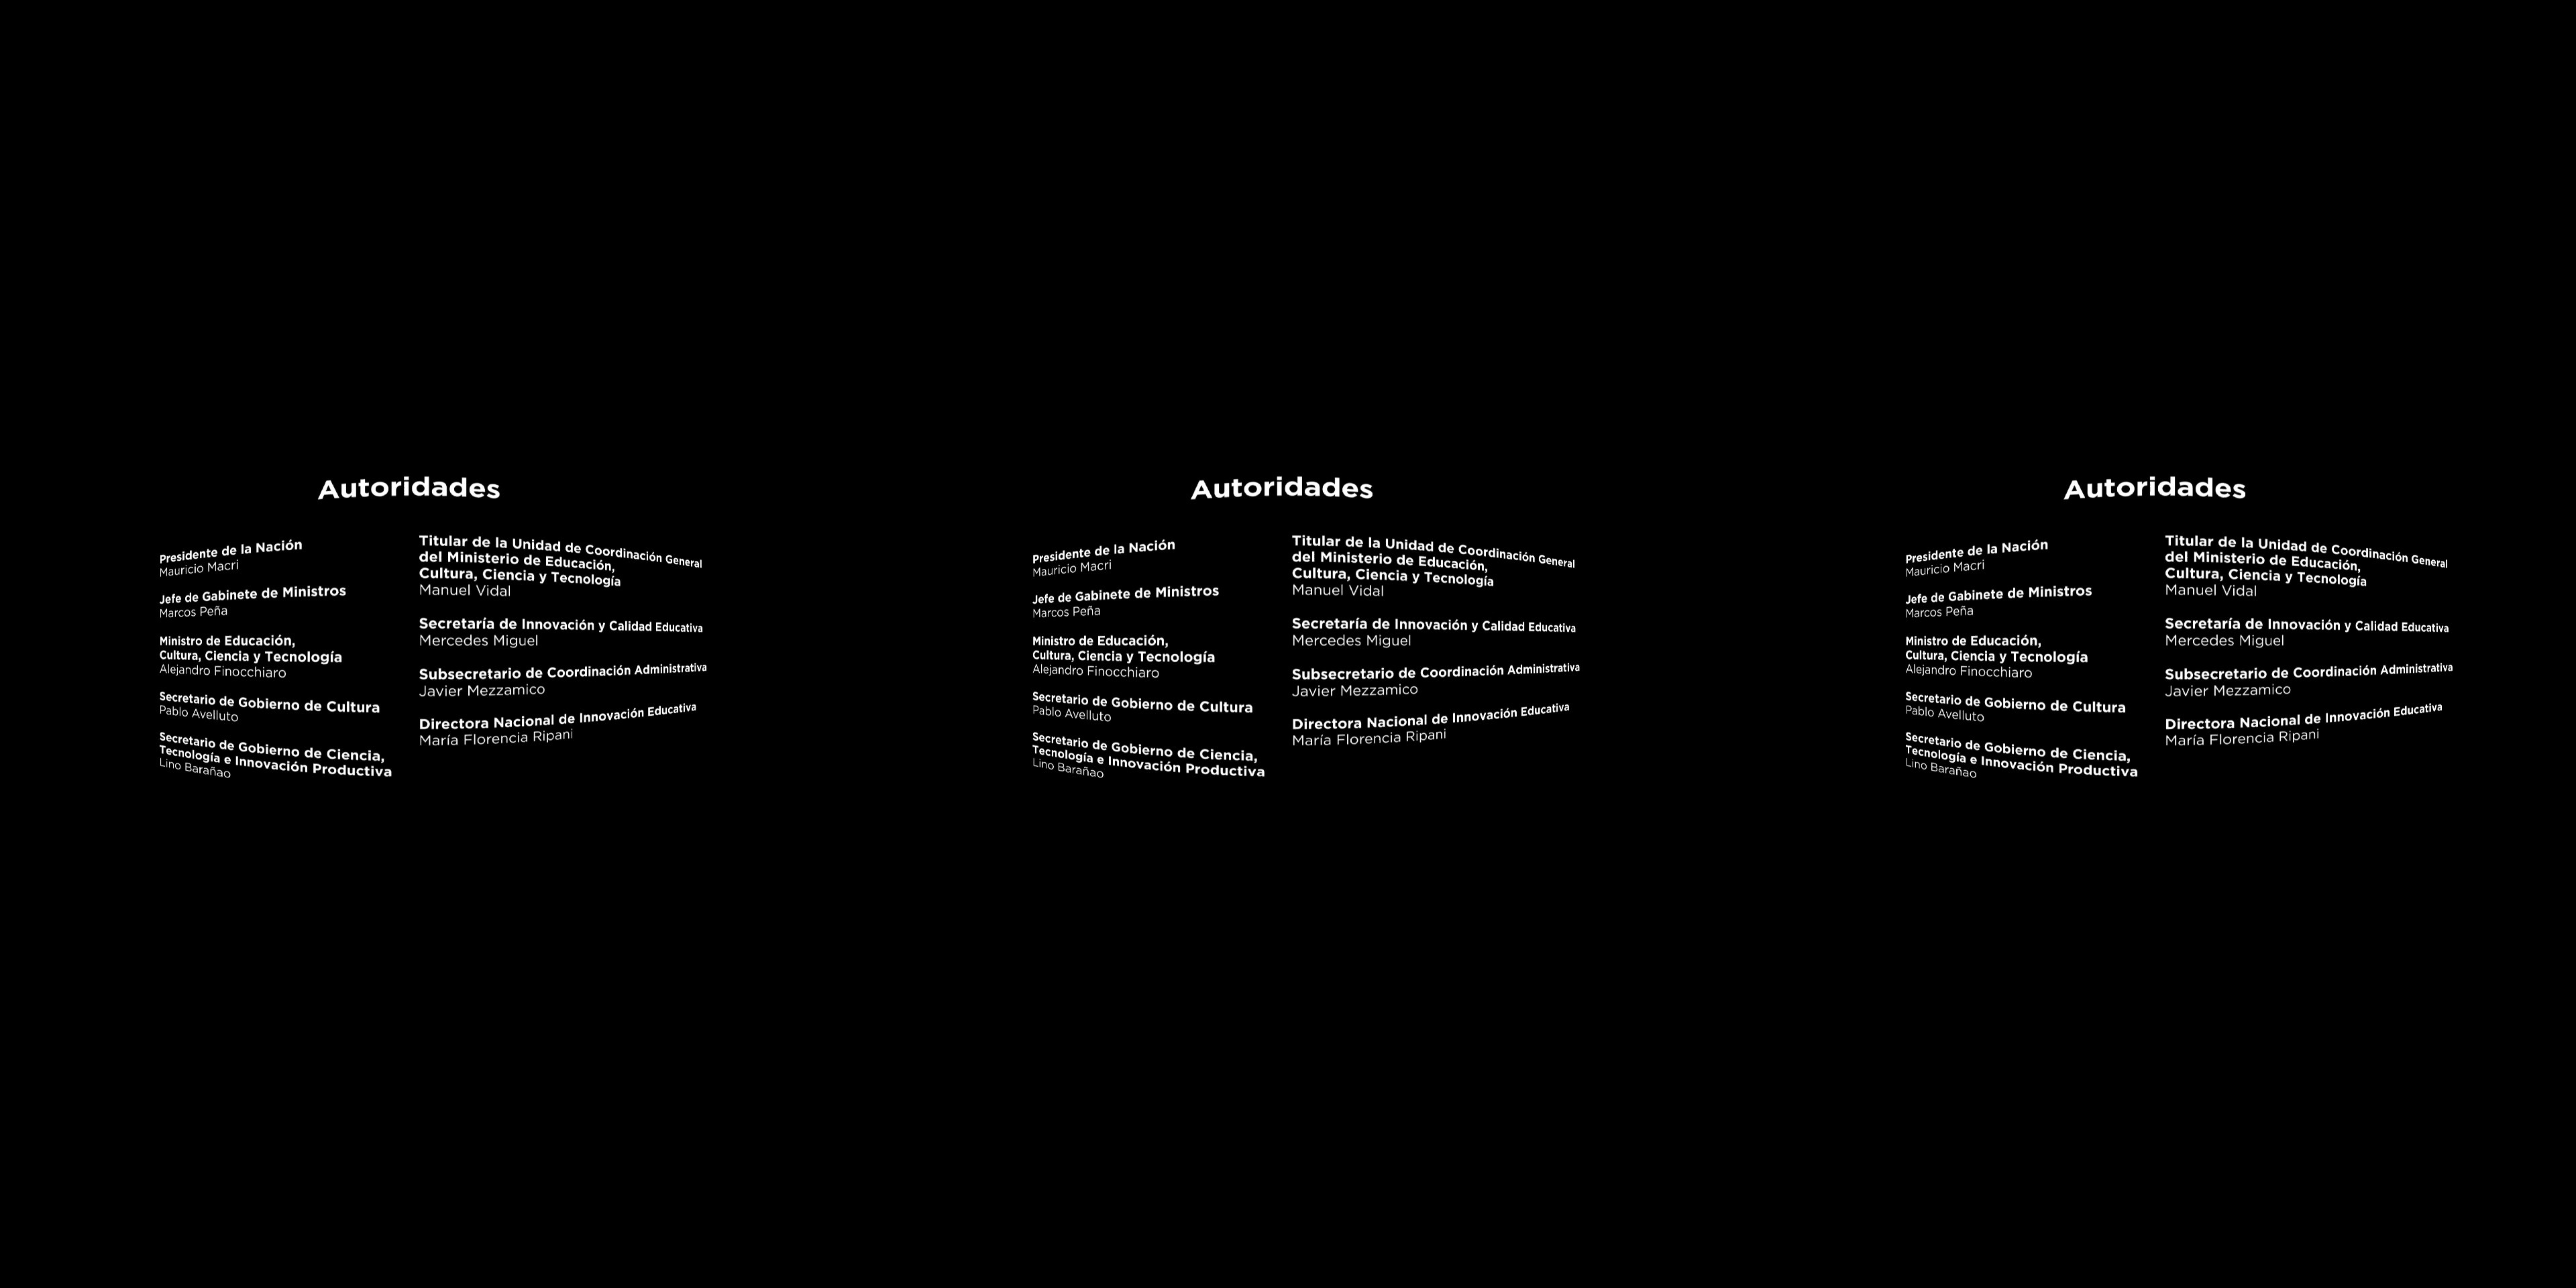 Autoridades
Presidente de la Nación
Mauricio Macri
Jefe de Gabinete de Ministros
Marcos Peña
Ministro de Educación,
Cultura, Ciencia y Tecnología
Alejandro Finocchiaro
Secretario de Gobierno de Cultura
Pablo Avelluto
Secretario de Gobierno de Ciencia,
Tecnología e Innovación Productiva
Lino Barañao
Titular de la Unidad de Coordinación General
del Ministerio de Educación,
Cultura, Ciencia y Tecnología
Manuel Vidal
Secretaría de Innovación y Calidad Educativa
Mercedes Miguel
Subsecretario de Coordinación Administrativa
Javier Mezzamico
Directora Nacional de Innovación Educativa
María Florencia Ripani
Autoridades
Presidente de la Nación
Mauricio Macri
Jefe de Gabinete de Ministros
Marcos Peña
Ministro de Educación,
Cultura, Ciencia y Tecnología
Alejandro Finocchiaro
Secretario de Gobierno de Cultura
Pablo Avelluto
Secretario de Gobierno de Ciencia,
Tecnología e Innovación Productiva
Lino Barañao
Titular de la Unidad de Coordinación General
del Ministerio de Educación,
Cultura, Ciencia y Tecnología
Manuel Vidal
Secretaría de Innovación y Calidad Educativa
Mercedes Miguel
Subsecretario de Coordinación Administrativa
Javier Mezzamico
Directora Nacional de Innovación Educativa
María Florencia Ripani
Autoridades
Presidente de la Nación
Mauricio Macri
Jefe de Gabinete de Ministros
Marcos Peña
Ministro de Educación,
Cultura, Ciencia y Tecnología
Alejandro Finocchiaro
Secretario de Gobierno de Cultura
Pablo Avelluto
Secretario de Gobierno de Ciencia,
Tecnología e Innovación Productiva
Lino Barañao
Titular de la Unidad de Coordinación General
del Ministerio de Educación,
Cultura, Ciencia y Tecnología
Manuel Vidal
Secretaría de Innovación y Calidad Educativa
Mercedes Miguel
Subsecretario de Coordinación Administrativa
Javier Mezzamico
Directora Nacional de Innovación Educativa
María Florencia Ripani